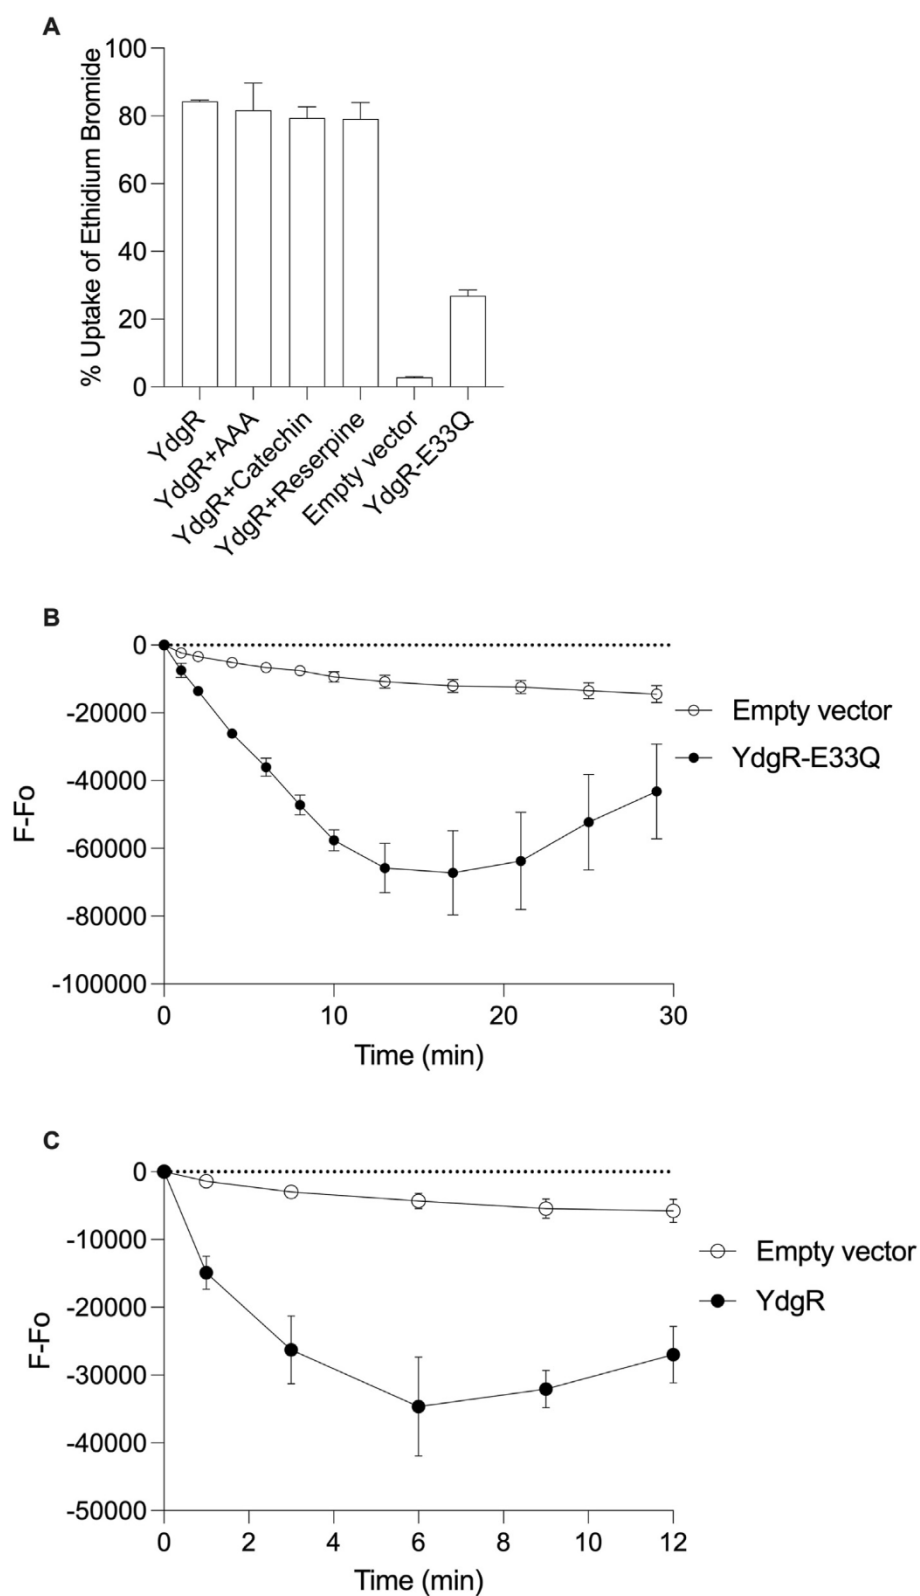 A
% Uptake of Ethidium Bromide
100
80
60
40
20
0
YdgR
YdgR+AAA
YdgR+Catechin
YdgR+Reserpine
Empty vector
YdgR-E33Q
B
F-Fo
0
-20000
-40000
-60000
-80000
-100000
0 10 20 30
Time (min)
Empty vector
YdgR-E33Q
C
F-Fo
0
-10000
-20000
-30000
-40000
-50000
0 2 4 6 8 10 12
Time (min)
Empty vector
YdgR